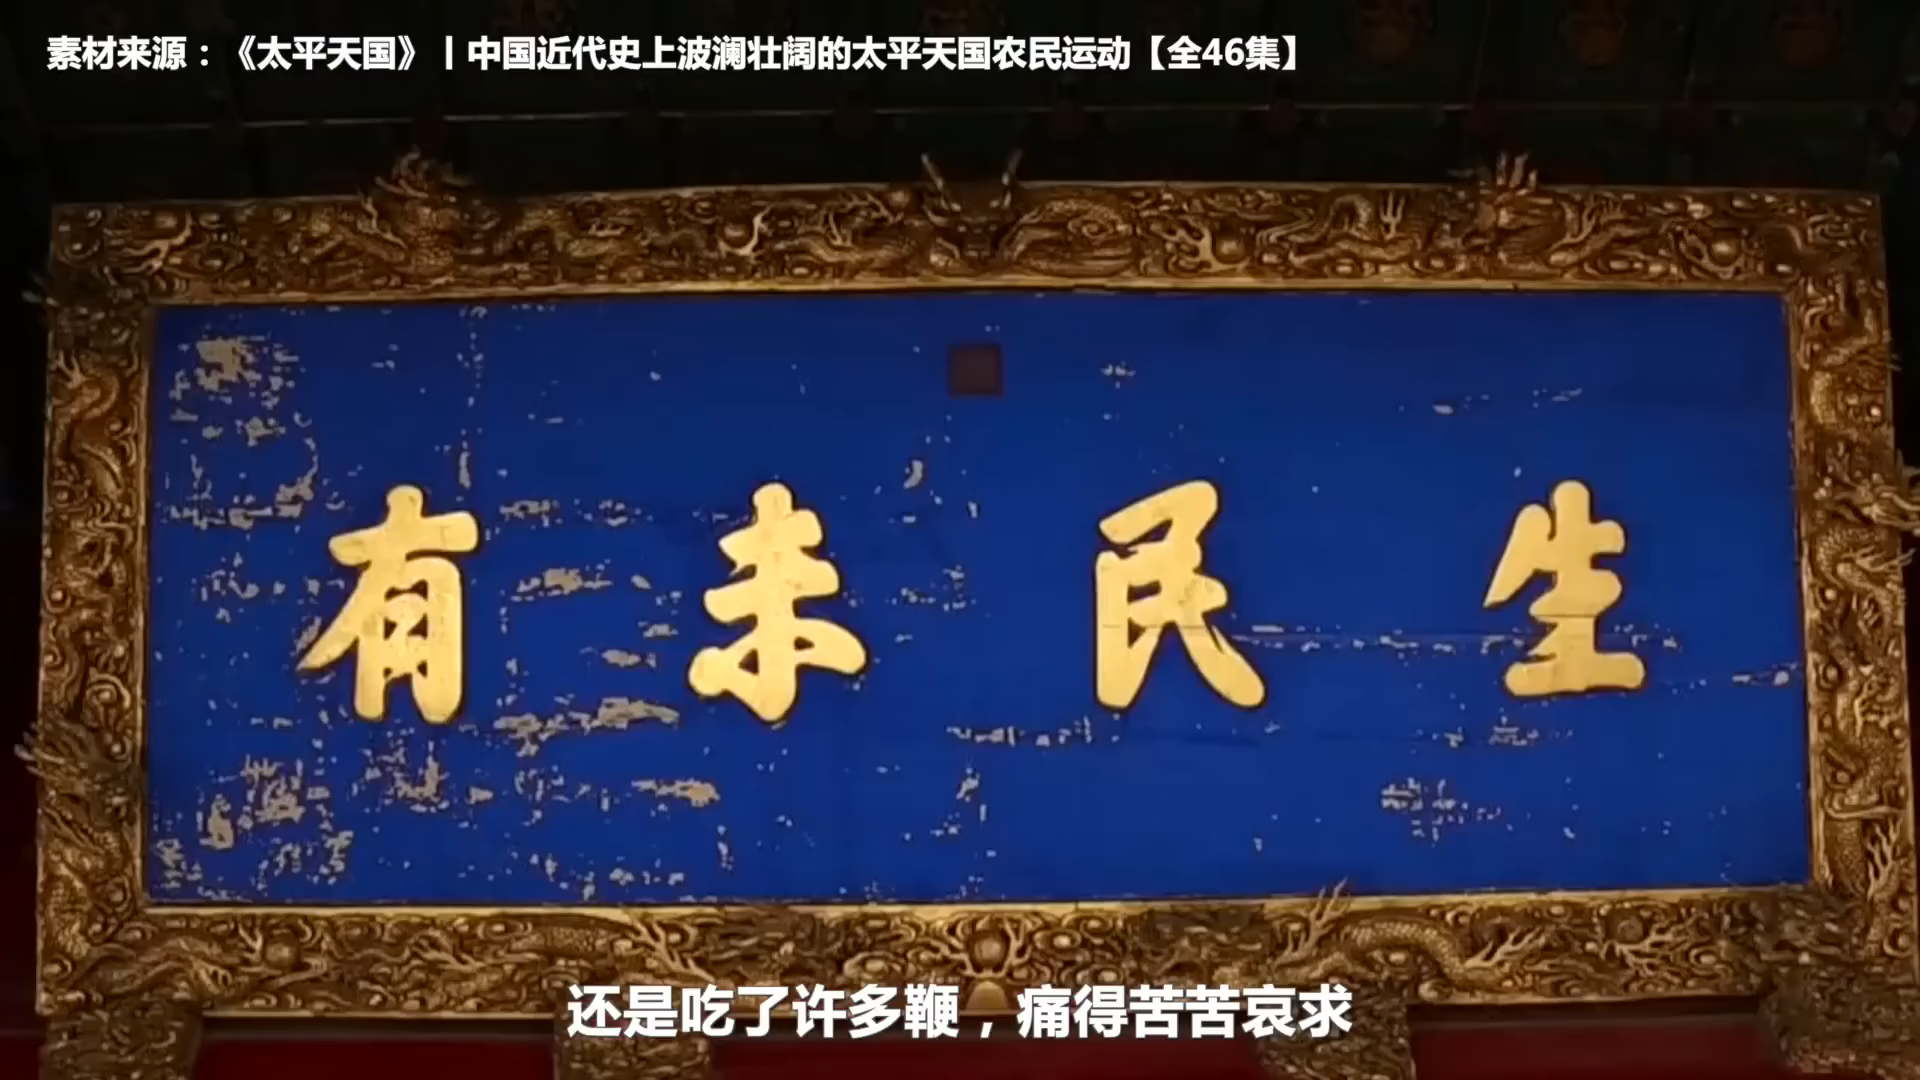 素材来源：《太平天国》丨中国近代史上波澜壮阔的太平天国农民运动【全46集】
生民未有
还是吃了许多鞭，痛得苦苦哀求